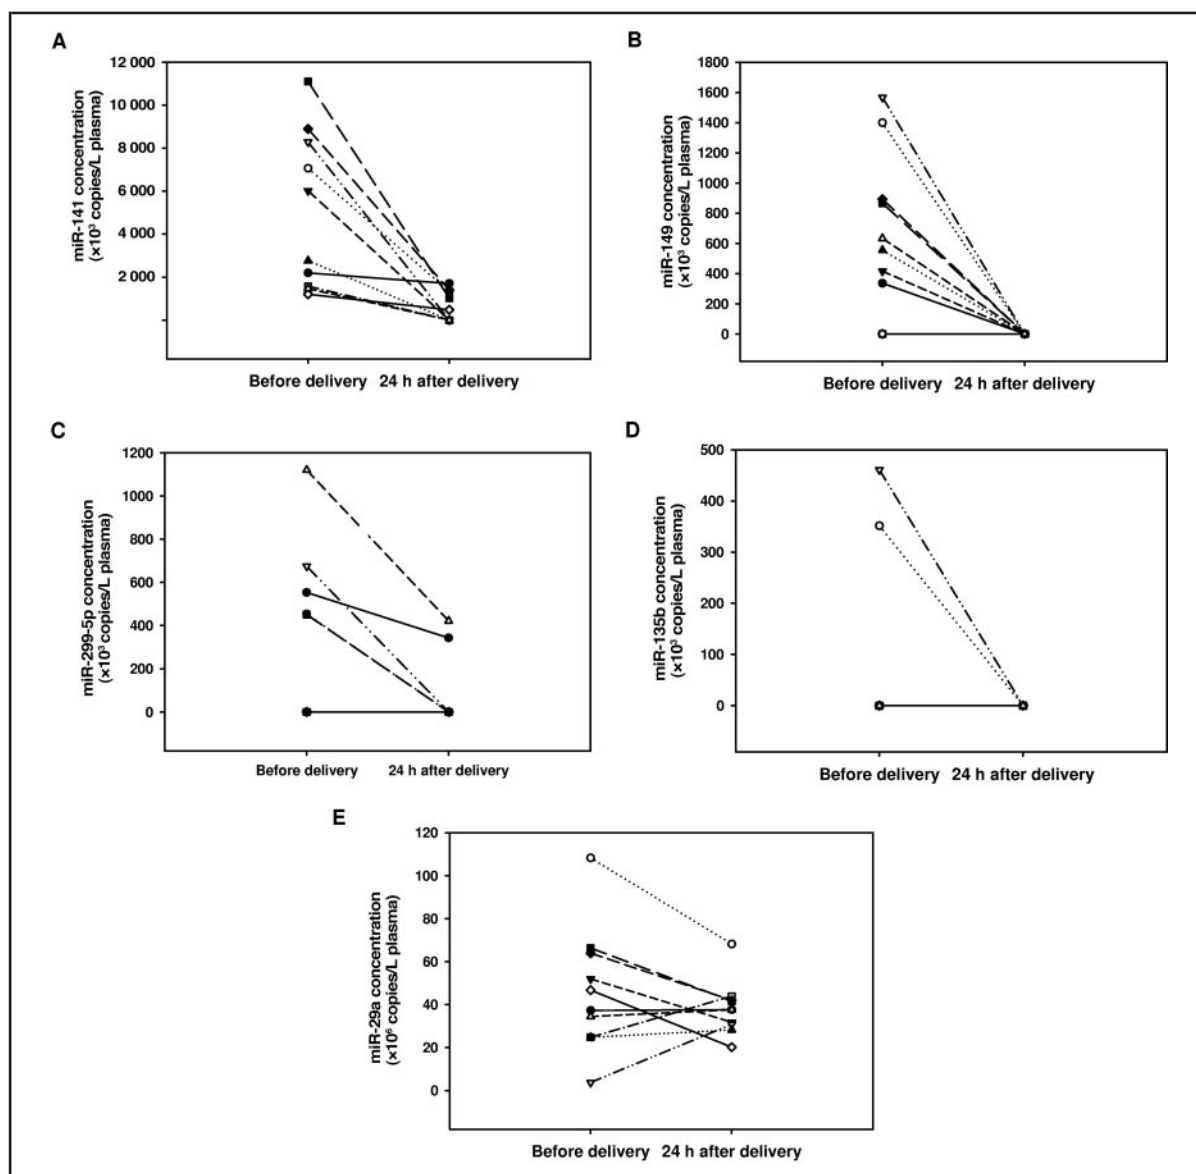 A
miR-141 concentration
(×10³ copies/L plasma)
12 000
10 000
8 000
6 000
4 000
2 000
Before delivery 24 h after delivery
B
miR-149 concentration
(×10³ copies/L plasma)
1800
1600
1400
1200
1000
800
600
400
200
0
Before delivery 24 h after delivery
C
miR-299-5p concentration
(×10³ copies/L plasma)
1200
1000
800
600
400
200
0
Before delivery 24 h after delivery
D
miR-135b concentration
(×10³ copies/L plasma)
500
400
300
200
100
0
Before delivery 24 h after delivery
E
miR-29a concentration
(×10⁶ copies/L plasma)
120
100
80
60
40
20
0
Before delivery 24 h after delivery